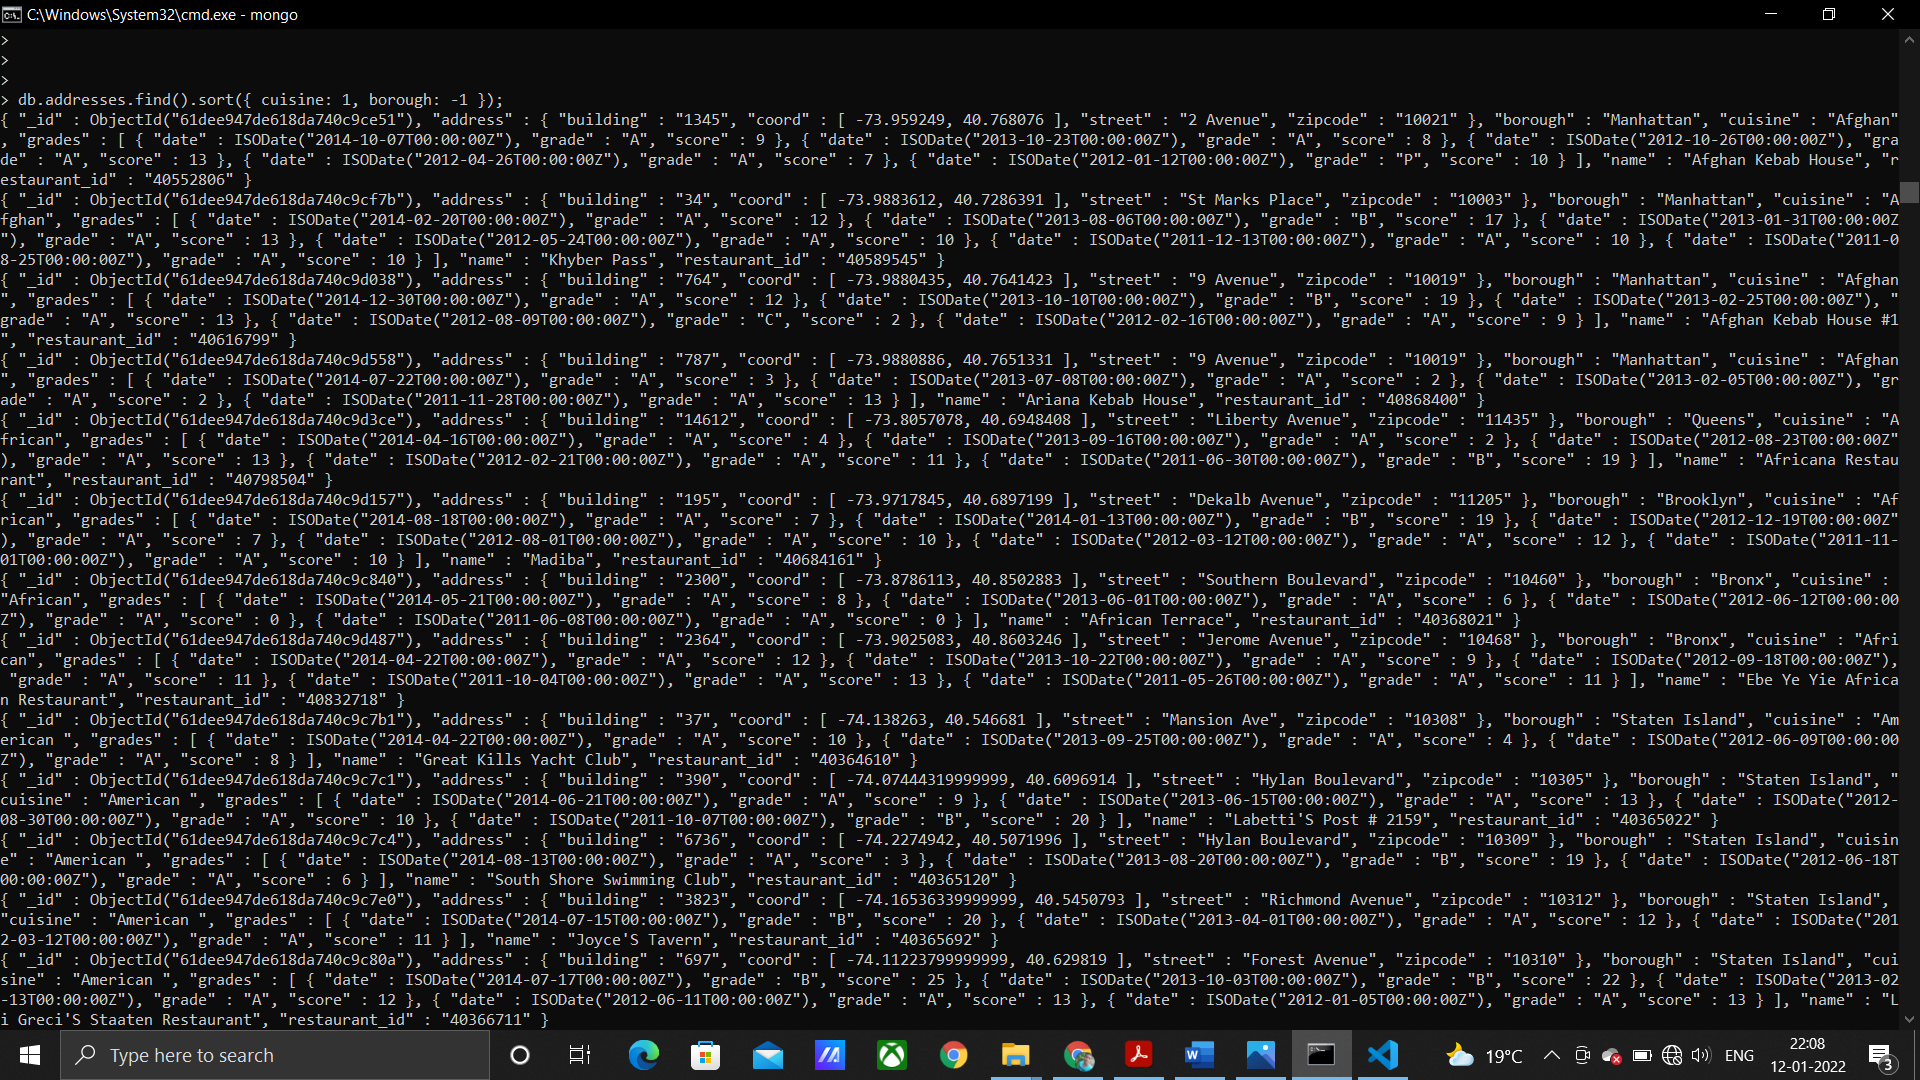 C:\Windows\System32\cmd.exe - mongo
>
>
>
> db.addresses.find().sort({ cuisine: 1, borough: -1 });
{ "_id" : ObjectId("61dee947de618da740c9ce51"), "address" : { "building" : "1345", "coord" : [ -73.959249, 40.768076 ], "street" : "2 Avenue", "zipcode" : "10021" }, "borough" : "Manhattan", "cuisine" : "Afghan"
, "grades" : [ { "date" : ISODate("2014-10-07T00:00:00Z"), "grade" : "A", "score" : 9 }, { "date" : ISODate("2013-10-23T00:00:00Z"), "grade" : "A", "score" : 8 }, { "date" : ISODate("2012-10-26T00:00:00Z"), "gra
de" : "A", "score" : 13 }, { "date" : ISODate("2012-04-26T00:00:00Z"), "grade" : "A", "score" : 7 }, { "date" : ISODate("2012-01-12T00:00:00Z"), "grade" : "P", "score" : 10 } ], "name" : "Afghan Kebab House", "r
estaurant_id" : "40552806" }
{ "_id" : ObjectId("61dee947de618da740c9cf7b"), "address" : { "building" : "34", "coord" : [ -73.9883612, 40.7286391 ], "street" : "St Marks Place", "zipcode" : "10003" }, "borough" : "Manhattan", "cuisine" : "A
fghan", "grades" : [ { "date" : ISODate("2014-02-20T00:00:00Z"), "grade" : "A", "score" : 12 }, { "date" : ISODate("2013-08-06T00:00:00Z"), "grade" : "B", "score" : 17 }, { "date" : ISODate("2013-01-31T00:00:00Z
"), "grade" : "A", "score" : 13 }, { "date" : ISODate("2012-05-24T00:00:00Z"), "grade" : "A", "score" : 10 }, { "date" : ISODate("2011-12-13T00:00:00Z"), "grade" : "A", "score" : 10 }, { "date" : ISODate("2011-0
8-25T00:00:00Z"), "grade" : "A", "score" : 10 } ], "name" : "Khyber Pass", "restaurant_id" : "40589545" }
{ "_id" : ObjectId("61dee947de618da740c9d038"), "address" : { "building" : "764", "coord" : [ -73.9880435, 40.7641423 ], "street" : "9 Avenue", "zipcode" : "10019" }, "borough" : "Manhattan", "cuisine" : "Afghan
", "grades" : [ { "date" : ISODate("2014-12-30T00:00:00Z"), "grade" : "A", "score" : 12 }, { "date" : ISODate("2013-10-10T00:00:00Z"), "grade" : "B", "score" : 19 }, { "date" : ISODate("2013-02-25T00:00:00Z"), "
grade" : "A", "score" : 13 }, { "date" : ISODate("2012-08-09T00:00:00Z"), "grade" : "C", "score" : 2 }, { "date" : ISODate("2012-02-16T00:00:00Z"), "grade" : "A", "score" : 9 } ], "name" : "Afghan Kebab House #1
", "restaurant_id" : "40616799" }
{ "_id" : ObjectId("61dee947de618da740c9d558"), "address" : { "building" : "787", "coord" : [ -73.9880886, 40.7651331 ], "street" : "9 Avenue", "zipcode" : "10019" }, "borough" : "Manhattan", "cuisine" : "Afghan
", "grades" : [ { "date" : ISODate("2014-07-22T00:00:00Z"), "grade" : "A", "score" : 3 }, { "date" : ISODate("2013-07-08T00:00:00Z"), "grade" : "A", "score" : 2 }, { "date" : ISODate("2013-02-05T00:00:00Z"), "gr
ade" : "A", "score" : 2 }, { "date" : ISODate("2011-11-28T00:00:00Z"), "grade" : "A", "score" : 13 } ], "name" : "Ariana Kebab House", "restaurant_id" : "40868400" }
{ "_id" : ObjectId("61dee947de618da740c9d3ce"), "address" : { "building" : "14612", "coord" : [ -73.8057078, 40.6948408 ], "street" : "Liberty Avenue", "zipcode" : "11435" }, "borough" : "Queens", "cuisine" : "A
frican", "grades" : [ { "date" : ISODate("2014-04-16T00:00:00Z"), "grade" : "A", "score" : 4 }, { "date" : ISODate("2013-09-16T00:00:00Z"), "grade" : "A", "score" : 2 }, { "date" : ISODate("2012-08-23T00:00:00Z"
), "grade" : "A", "score" : 13 }, { "date" : ISODate("2012-02-21T00:00:00Z"), "grade" : "A", "score" : 11 }, { "date" : ISODate("2011-06-30T00:00:00Z"), "grade" : "B", "score" : 19 } ], "name" : "Africana Restau
rant", "restaurant_id" : "40798504" }
{ "_id" : ObjectId("61dee947de618da740c9d157"), "address" : { "building" : "195", "coord" : [ -73.9717845, 40.6897199 ], "street" : "Dekalb Avenue", "zipcode" : "11205" }, "borough" : "Brooklyn", "cuisine" : "Af
rican", "grades" : [ { "date" : ISODate("2014-08-18T00:00:00Z"), "grade" : "A", "score" : 7 }, { "date" : ISODate("2014-01-13T00:00:00Z"), "grade" : "B", "score" : 19 }, { "date" : ISODate("2012-12-19T00:00:00Z"
), "grade" : "A", "score" : 7 }, { "date" : ISODate("2012-08-01T00:00:00Z"), "grade" : "A", "score" : 10 }, { "date" : ISODate("2012-03-12T00:00:00Z"), "grade" : "A", "score" : 12 }, { "date" : ISODate("2011-11-
01T00:00:00Z"), "grade" : "A", "score" : 10 } ], "name" : "Madiba", "restaurant_id" : "40684161" }
{ "_id" : ObjectId("61dee947de618da740c9c840"), "address" : { "building" : "2300", "coord" : [ -73.8786113, 40.8502883 ], "street" : "Southern Boulevard", "zipcode" : "10460" }, "borough" : "Bronx", "cuisine" :
"African", "grades" : [ { "date" : ISODate("2014-05-21T00:00:00Z"), "grade" : "A", "score" : 8 }, { "date" : ISODate("2013-06-01T00:00:00Z"), "grade" : "A", "score" : 6 }, { "date" : ISODate("2012-06-12T00:00:00
Z"), "grade" : "A", "score" : 0 }, { "date" : ISODate("2011-06-08T00:00:00Z"), "grade" : "A", "score" : 0 } ], "name" : "African Terrace", "restaurant_id" : "40368021" }
{ "_id" : ObjectId("61dee947de618da740c9d487"), "address" : { "building" : "2364", "coord" : [ -73.9025083, 40.8603246 ], "street" : "Jerome Avenue", "zipcode" : "10468" }, "borough" : "Bronx", "cuisine" : "Afri
can", "grades" : [ { "date" : ISODate("2014-04-22T00:00:00Z"), "grade" : "A", "score" : 12 }, { "date" : ISODate("2013-10-22T00:00:00Z"), "grade" : "A", "score" : 9 }, { "date" : ISODate("2012-09-18T00:00:00Z"),
 "grade" : "A", "score" : 11 }, { "date" : ISODate("2011-10-04T00:00:00Z"), "grade" : "A", "score" : 13 }, { "date" : ISODate("2011-05-26T00:00:00Z"), "grade" : "A", "score" : 11 } ], "name" : "Ebe Ye Yie Africa
n Restaurant", "restaurant_id" : "40832718" }
{ "_id" : ObjectId("61dee947de618da740c9c7b1"), "address" : { "building" : "37", "coord" : [ -74.138263, 40.546681 ], "street" : "Mansion Ave", "zipcode" : "10308" }, "borough" : "Staten Island", "cuisine" : "Am
erican ", "grades" : [ { "date" : ISODate("2014-04-22T00:00:00Z"), "grade" : "A", "score" : 10 }, { "date" : ISODate("2013-09-25T00:00:00Z"), "grade" : "A", "score" : 4 }, { "date" : ISODate("2012-06-09T00:00:00
Z"), "grade" : "A", "score" : 8 } ], "name" : "Great Kills Yacht Club", "restaurant_id" : "40364610" }
{ "_id" : ObjectId("61dee947de618da740c9c7c1"), "address" : { "building" : "390", "coord" : [ -74.07444319999999, 40.6096914 ], "street" : "Hylan Boulevard", "zipcode" : "10305" }, "borough" : "Staten Island", "
cuisine" : "American ", "grades" : [ { "date" : ISODate("2014-06-21T00:00:00Z"), "grade" : "A", "score" : 9 }, { "date" : ISODate("2013-06-15T00:00:00Z"), "grade" : "A", "score" : 13 }, { "date" : ISODate("2012-
08-30T00:00:00Z"), "grade" : "A", "score" : 10 }, { "date" : ISODate("2011-10-07T00:00:00Z"), "grade" : "B", "score" : 20 } ], "name" : "Labetti'S Post # 2159", "restaurant_id" : "40365022" }
{ "_id" : ObjectId("61dee947de618da740c9c7c4"), "address" : { "building" : "6736", "coord" : [ -74.2274942, 40.5071996 ], "street" : "Hylan Boulevard", "zipcode" : "10309" }, "borough" : "Staten Island", "cuisin
e" : "American ", "grades" : [ { "date" : ISODate("2014-08-13T00:00:00Z"), "grade" : "A", "score" : 3 }, { "date" : ISODate("2013-08-20T00:00:00Z"), "grade" : "B", "score" : 19 }, { "date" : ISODate("2012-06-18T
00:00:00Z"), "grade" : "A", "score" : 6 } ], "name" : "South Shore Swimming Club", "restaurant_id" : "40365120" }
{ "_id" : ObjectId("61dee947de618da740c9c7e0"), "address" : { "building" : "3823", "coord" : [ -74.16536339999999, 40.5450793 ], "street" : "Richmond Avenue", "zipcode" : "10312" }, "borough" : "Staten Island",
"cuisine" : "American ", "grades" : [ { "date" : ISODate("2014-07-15T00:00:00Z"), "grade" : "B", "score" : 20 }, { "date" : ISODate("2013-04-01T00:00:00Z"), "grade" : "A", "score" : 12 }, { "date" : ISODate("201
2-03-12T00:00:00Z"), "grade" : "A", "score" : 11 } ], "name" : "Joyce'S Tavern", "restaurant_id" : "40365692" }
{ "_id" : ObjectId("61dee947de618da740c9c80a"), "address" : { "building" : "697", "coord" : [ -74.11223799999999, 40.629819 ], "street" : "Forest Avenue", "zipcode" : "10310" }, "borough" : "Staten Island", "cui
sine" : "American ", "grades" : [ { "date" : ISODate("2014-07-17T00:00:00Z"), "grade" : "B", "score" : 25 }, { "date" : ISODate("2013-10-03T00:00:00Z"), "grade" : "B", "score" : 22 }, { "date" : ISODate("2013-02
-13T00:00:00Z"), "grade" : "A", "score" : 12 }, { "date" : ISODate("2012-06-11T00:00:00Z"), "grade" : "A", "score" : 13 }, { "date" : ISODate("2012-01-05T00:00:00Z"), "grade" : "A", "score" : 13 } ], "name" : "L
i Greci'S Staaten Restaurant", "restaurant_id" : "40366711" }
Type here to search
19°C
ENG
22:08
12-01-2022
3